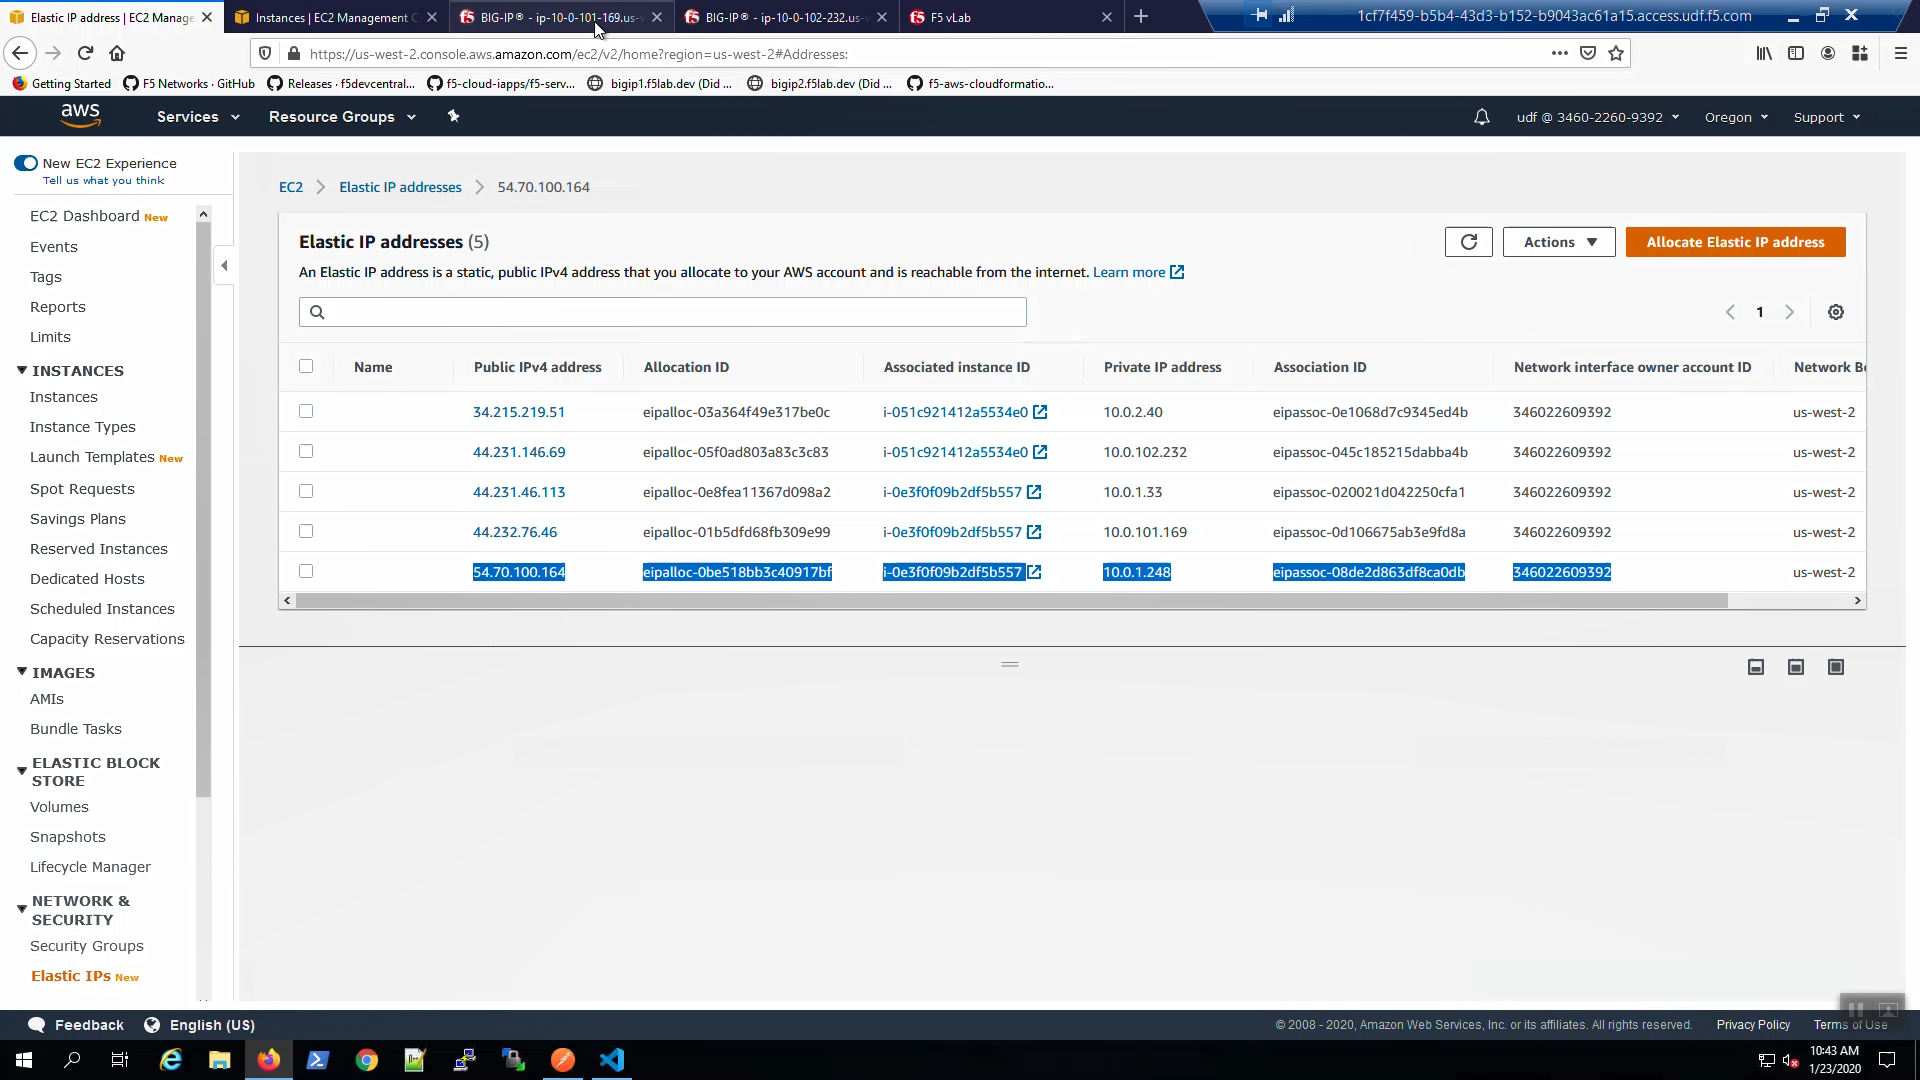 Elastic IP address | EC2 Manage
Instances | EC2 Management C
BIG-IP® - ip-10-0-101-169.us-w
BIG-IP® - ip-10-0-102-232.us-w
F5 vLab
1cf7f459-b5b4-43d3-b152-b9043ac61a15.access.udf.f5.com
https://us-west-2.console.aws.amazon.com/ec2/v2/home?region=us-west-2#Addresses:
Getting Started
F5 Networks · GitHub
Releases · f5devcentral...
f5-cloud-iapps/f5-serv...
bigip1.f5lab.dev (Did ...
bigip2.f5lab.dev (Did ...
f5-aws-cloudformatio...
aws
Services
Resource Groups
udf @ 3460-2260-9392
Oregon
Support
New EC2 Experience
Tell us what you think
EC2 Dashboard New
Events
Tags
Reports
Limits
INSTANCES
Instances
Instance Types
Launch Templates New
Spot Requests
Savings Plans
Reserved Instances
Dedicated Hosts
Scheduled Instances
Capacity Reservations
IMAGES
AMIs
Bundle Tasks
ELASTIC BLOCK
STORE
Volumes
Snapshots
Lifecycle Manager
NETWORK &
SECURITY
Security Groups
Elastic IPs New
EC2 > Elastic IP addresses > 54.70.100.164
Elastic IP addresses (5)
Actions
Allocate Elastic IP address
An Elastic IP address is a static, public IPv4 address that you allocate to your AWS account and is reachable from the internet. Learn more
1
Name Public IPv4 address Allocation ID Associated instance ID Private IP address Association ID Network interface owner account ID Network Bo
34.215.219.51 eipalloc-03a364f49e317be0c i-051c921412a5534e0 10.0.2.40 eipassoc-0e1068d7c9345ed4b 346022609392 us-west-2
44.231.146.69 eipalloc-05f0ad803a83c3c83 i-051c921412a5534e0 10.0.102.232 eipassoc-045c185215dabba4b 346022609392 us-west-2
44.231.46.113 eipalloc-0e8fea11367d098a2 i-0e3f0f09b2df5b557 10.0.1.33 eipassoc-020021d042250cfa1 346022609392 us-west-2
44.232.76.46 eipalloc-01b5dfd68fb309e99 i-0e3f0f09b2df5b557 10.0.101.169 eipassoc-0d106675ab3e9fd8a 346022609392 us-west-2
54.70.100.164 eipalloc-0be518bb3c40917bf i-0e3f0f09b2df5b557 10.0.1.248 eipassoc-08de2d863df8ca0db 346022609392 us-west-2
Feedback
English (US)
© 2008 - 2020, Amazon Web Services, Inc. or its affiliates. All rights reserved.
Privacy Policy
Terms of Use
10:43 AM
1/23/2020